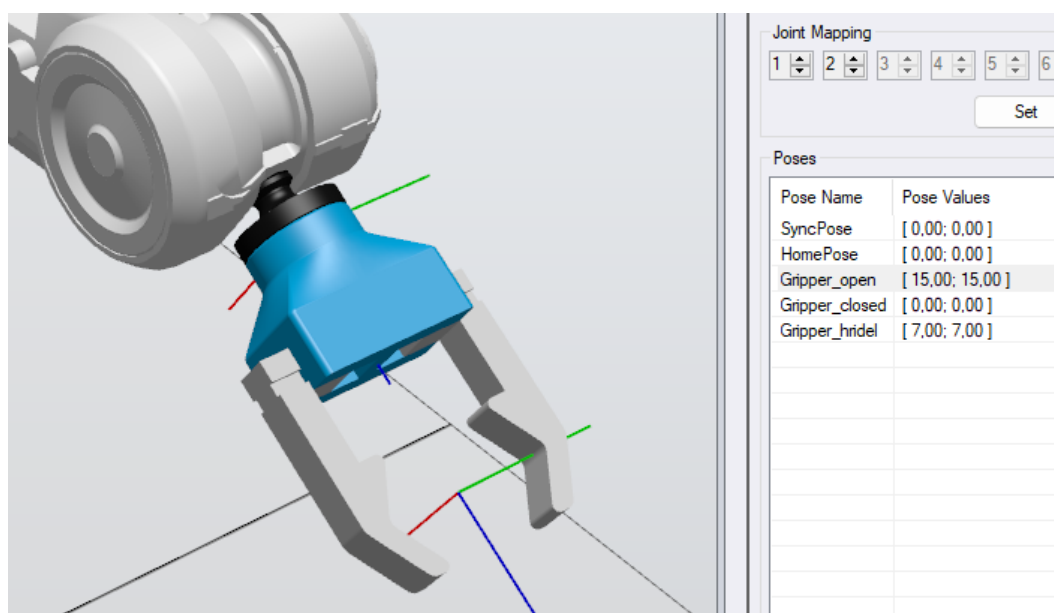 Joint Mapping
1 2 3 4 5 6
Set
Poses
Pose Name Pose Values
SyncPose [ 0,00; 0,00 ]
HomePose [ 0,00; 0,00 ]
Gripper_open [ 15,00; 15,00 ]
Gripper_closed [ 0,00; 0,00 ]
Gripper_hridel [ 7,00; 7,00 ]